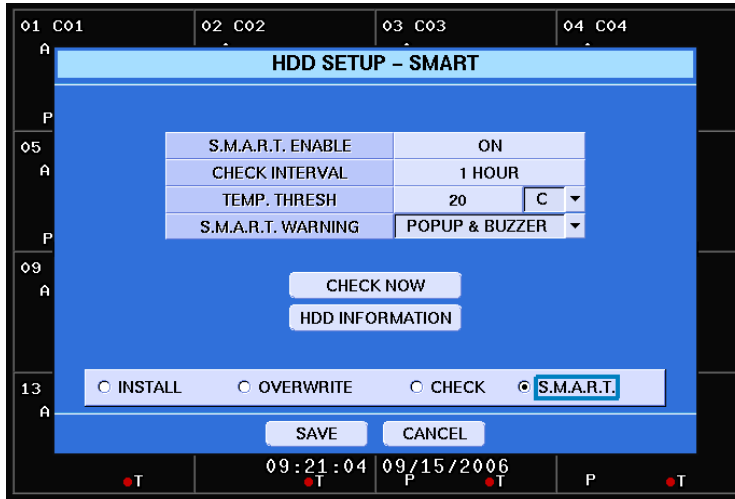 01 C01 02 C02 03 C03 04 C04
A
HDD SETUP – SMART
P
05
S.M.A.R.T. ENABLE ON
A
CHECK INTERVAL 1 HOUR
TEMP. THRESH 20 C
S.M.A.R.T. WARNING POPUP & BUZZER
P
09
A
CHECK NOW
HDD INFORMATION
13
INSTALL OVERWRITE CHECK S.M.A.R.T.
A
SAVE CANCEL
09:21:04 09/15/2006
T T P T P T